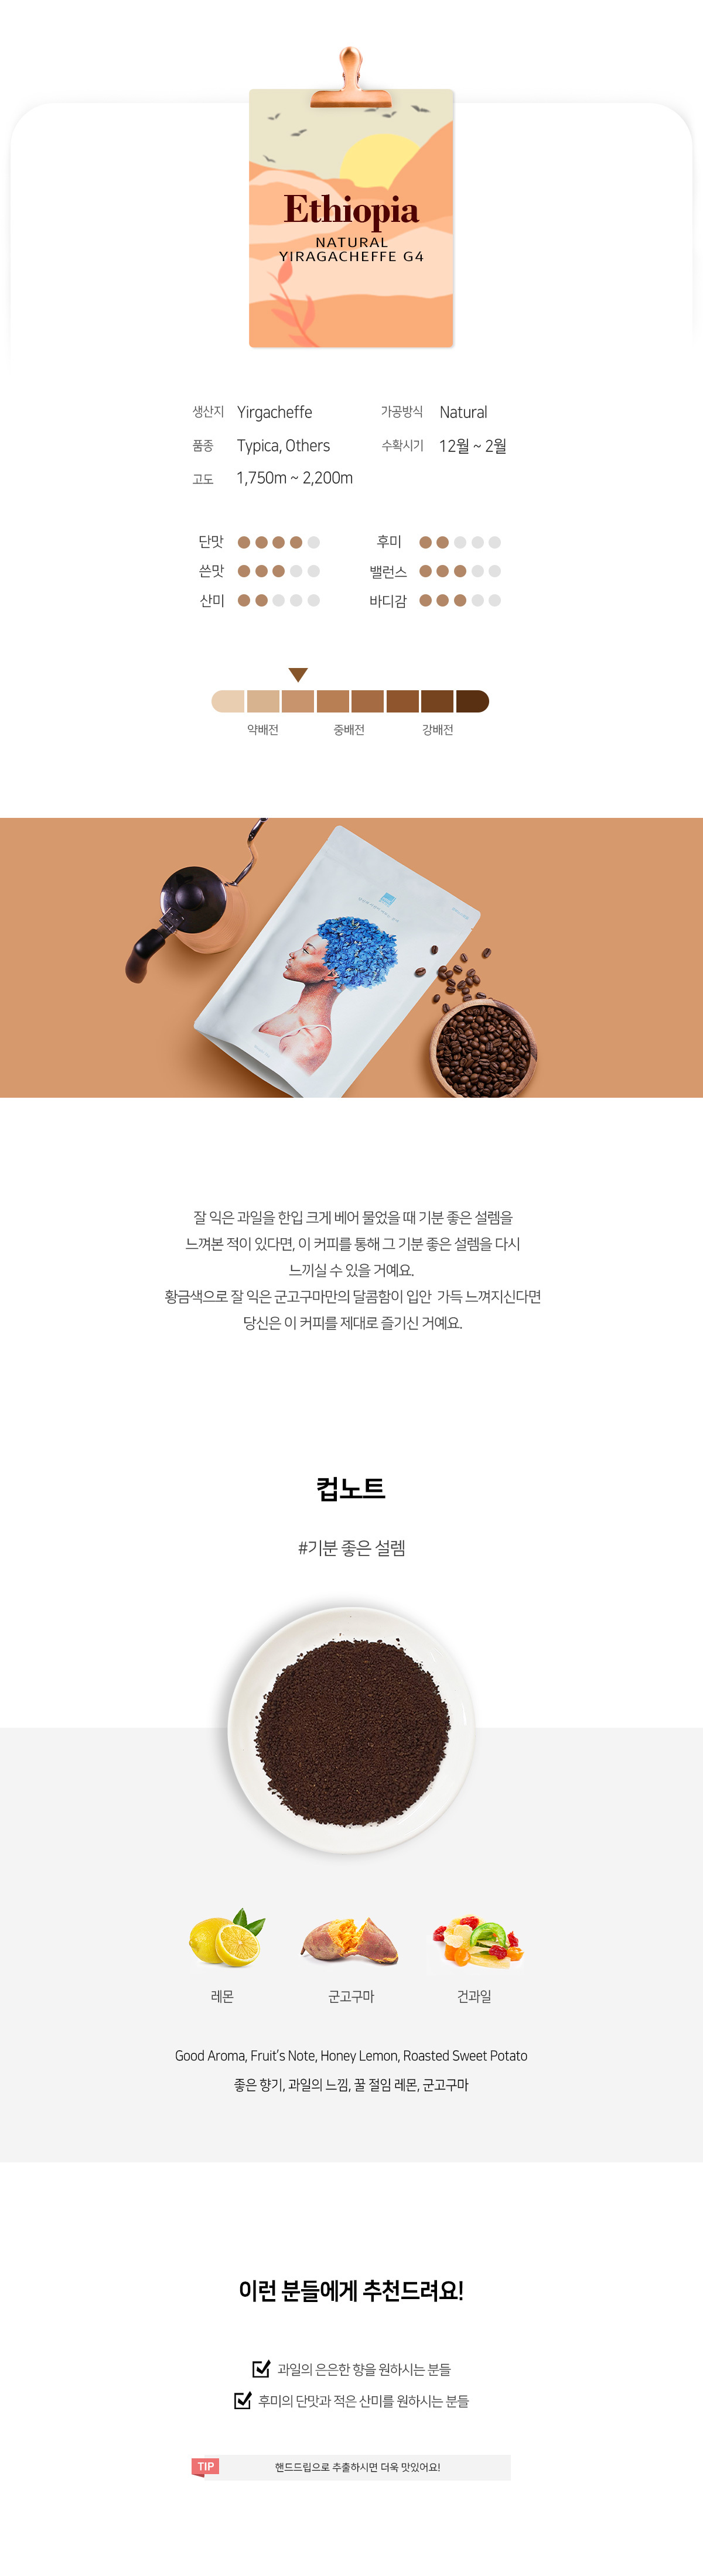 Ethiopia
NATURAL
YIRAGACHEFFE G4
생산지 Yirgacheffe 가공방식 Natural
품종 Typica, Others 수확시기 12월 ~ 2월
고도 1,750m ~ 2,200m
단맛 후미
쓴맛 밸런스
산미 바디감
약배전 중배전 강배전
잘 익은 과일을 한입 크게 베어 물었을 때 기분 좋은 설렘을
느껴본 적이 있다면, 이 커피를 통해 그 기분 좋은 설렘을 다시
느끼실 수 있을 거예요.
황금색으로 잘 익은 군고구마만의 달콤함이 입안 가득 느껴지신다면
당신은 이 커피를 제대로 즐기신 거예요.
컵노트
#기분 좋은 설렘
레몬 군고구마 건과일
Good Aroma, Fruit's Note, Honey Lemon, Roasted Sweet Potato
좋은 향기, 과일의 느낌, 꿀 절임 레몬, 군고구마
이런 분들에게 추천드려요!
과일의 은은한 향을 원하시는 분들
후미의 단맛과 적은 산미를 원하시는 분들
TIP 핸드드립으로 추출하시면 더욱 맛있어요!